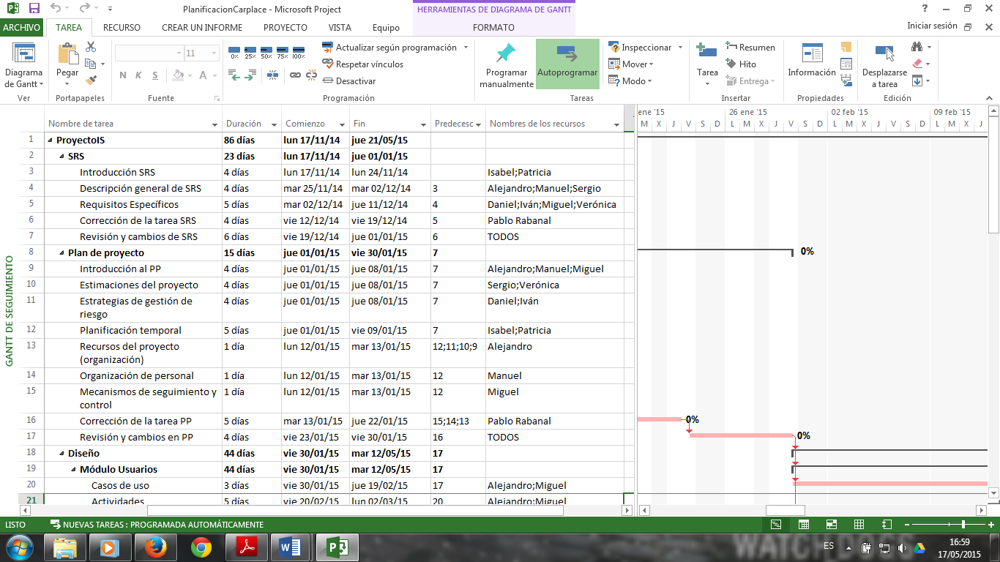 PlanificacionCarplace - Microsoft Project
HERRAMIENTAS DE DIAGRAMA DE GANTT
ARCHIVO TAREA RECURSO CREAR UN INFORME PROYECTO VISTA Equipo FORMATO Iniciar sesión
Diagrama de Gantt
Ver
Pegar
Portapapeles
11
N K S A
Fuente
0% 25% 50% 75% 100%
Actualizar según programación
Respetar vínculos
Desactivar
Programación
Programar manualmente
Autoprogramar
Inspeccionar
Mover
Modo
Tareas
Tarea
Resumen
Hito
Entrega
Insertar
Información
Propiedades
Desplazarse a tarea
Edición
GANTT DE SEGUIMIENTO
Nombre de tarea Duración Comienzo Fin Predecesc Nombres de los recursos
ene '15 26 ene '15 02 feb '15 09 feb '15
M X J V S D L M X J V S D L M X J V S D L M X J
1 ProyectoIS 86 días lun 17/11/14 jue 21/05/15
2 SRS 23 días lun 17/11/14 jue 01/01/15
3 Introducción SRS 4 días lun 17/11/14 lun 24/11/14 Isabel;Patricia
4 Descripción general de SRS 4 días mar 25/11/14 mar 02/12/14 3 Alejandro;Manuel;Sergio
5 Requisitos Específicos 5 días mar 02/12/14 jue 11/12/14 4 Daniel;Iván;Miguel;Verónica
6 Corrección de la tarea SRS 4 días vie 12/12/14 vie 19/12/14 5 Pablo Rabanal
7 Revisión y cambios de SRS 6 días vie 19/12/14 jue 01/01/15 6 TODOS
8 Plan de proyecto 15 días jue 01/01/15 vie 30/01/15 7 0%
9 Introducción al PP 4 días jue 01/01/15 jue 08/01/15 7 Alejandro;Manuel;Miguel
10 Estimaciones del proyecto 4 días jue 01/01/15 jue 08/01/15 7 Sergio;Verónica
11 Estrategias de gestión de riesgo 4 días jue 01/01/15 jue 08/01/15 7 Daniel;Iván
12 Planificación temporal 5 días jue 01/01/15 vie 09/01/15 7 Isabel;Patricia
13 Recursos del proyecto (organización) 1 día lun 12/01/15 mar 13/01/15 12;11;10;9 Alejandro
14 Organización de personal 1 día lun 12/01/15 mar 13/01/15 12 Manuel
15 Mecanismos de seguimiento y control 1 día lun 12/01/15 mar 13/01/15 12 Miguel
16 Corrección de la tarea PP 5 días mar 13/01/15 jue 22/01/15 15;14;13 Pablo Rabanal 0%
17 Revisión y cambios en PP 4 días vie 23/01/15 vie 30/01/15 16 TODOS 0%
18 Diseño 44 días vie 30/01/15 mar 12/05/15 17
19 Módulo Usuarios 44 días vie 30/01/15 mar 12/05/15 17
20 Casos de uso 3 días vie 30/01/15 jue 19/02/15 17 Alejandro;Miguel
21 Actividades 5 días vie 20/02/15 lun 02/03/15 20 Alejandro;Miguel
LISTO NUEVAS TAREAS : PROGRAMADA AUTOMÁTICAMENTE
WATCH_DOGS
ES 16:59
17/05/2015